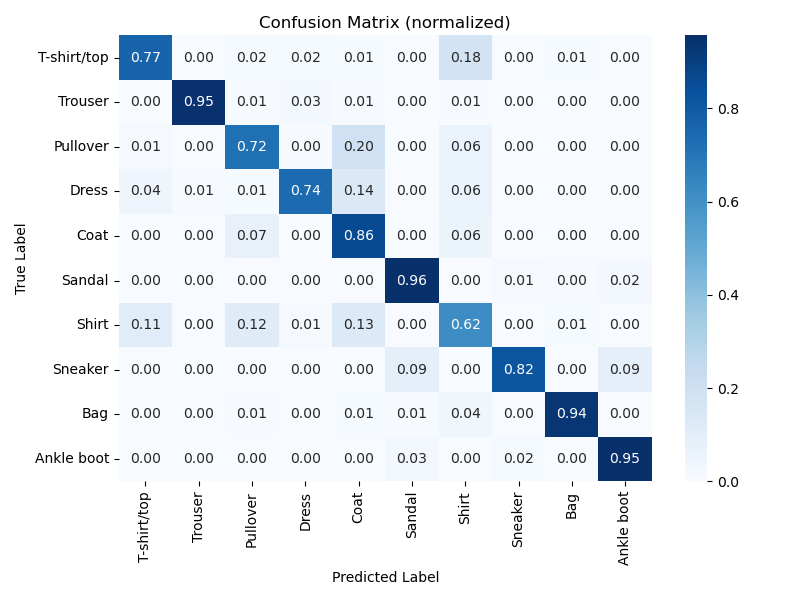 Confusion Matrix (normalized)
T-shirt/top 0.77 0.00 0.02 0.02 0.01 0.00 0.18 0.00 0.01 0.00
Trouser 0.00 0.95 0.01 0.03 0.01 0.00 0.01 0.00 0.00 0.00
Pullover 0.01 0.00 0.72 0.00 0.20 0.00 0.06 0.00 0.00 0.00
Dress 0.04 0.01 0.01 0.74 0.14 0.00 0.06 0.00 0.00 0.00
Coat 0.00 0.00 0.07 0.00 0.86 0.00 0.06 0.00 0.00 0.00
Sandal 0.00 0.00 0.00 0.00 0.00 0.96 0.00 0.01 0.00 0.02
Shirt 0.11 0.00 0.12 0.01 0.13 0.00 0.62 0.00 0.01 0.00
Sneaker 0.00 0.00 0.00 0.00 0.00 0.09 0.00 0.82 0.00 0.09
Bag 0.00 0.00 0.01 0.00 0.01 0.01 0.04 0.00 0.94 0.00
Ankle boot 0.00 0.00 0.00 0.00 0.00 0.03 0.00 0.02 0.00 0.95
T-shirt/top Trouser Pullover Dress Coat Sandal Shirt Sneaker Bag Ankle boot
Predicted Label
True Label
0.8
0.6
0.4
0.2
0.0